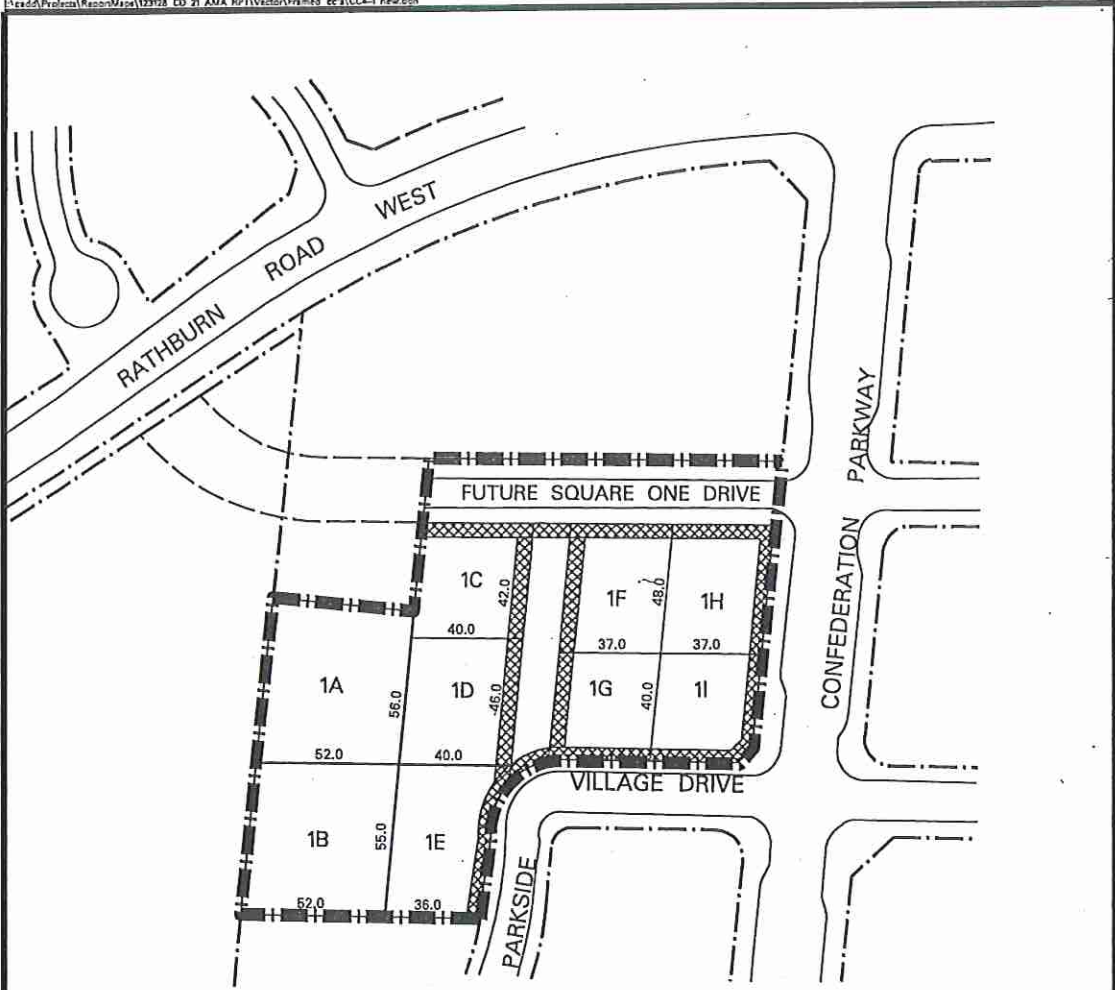 WEST
ROAD
RATHBURN
CONFEDERATION PARKWAY
FUTURE SQUARE ONE DRIVE
1C
42.0
40.0
1F
48.0
1H
37.0
37.0
1A
56.0
1D
46.0
1G
40.0
1I
52.0
40.0
VILLAGE DRIVE
1B
55.0
1E
52.0
36.0
PARKSIDE